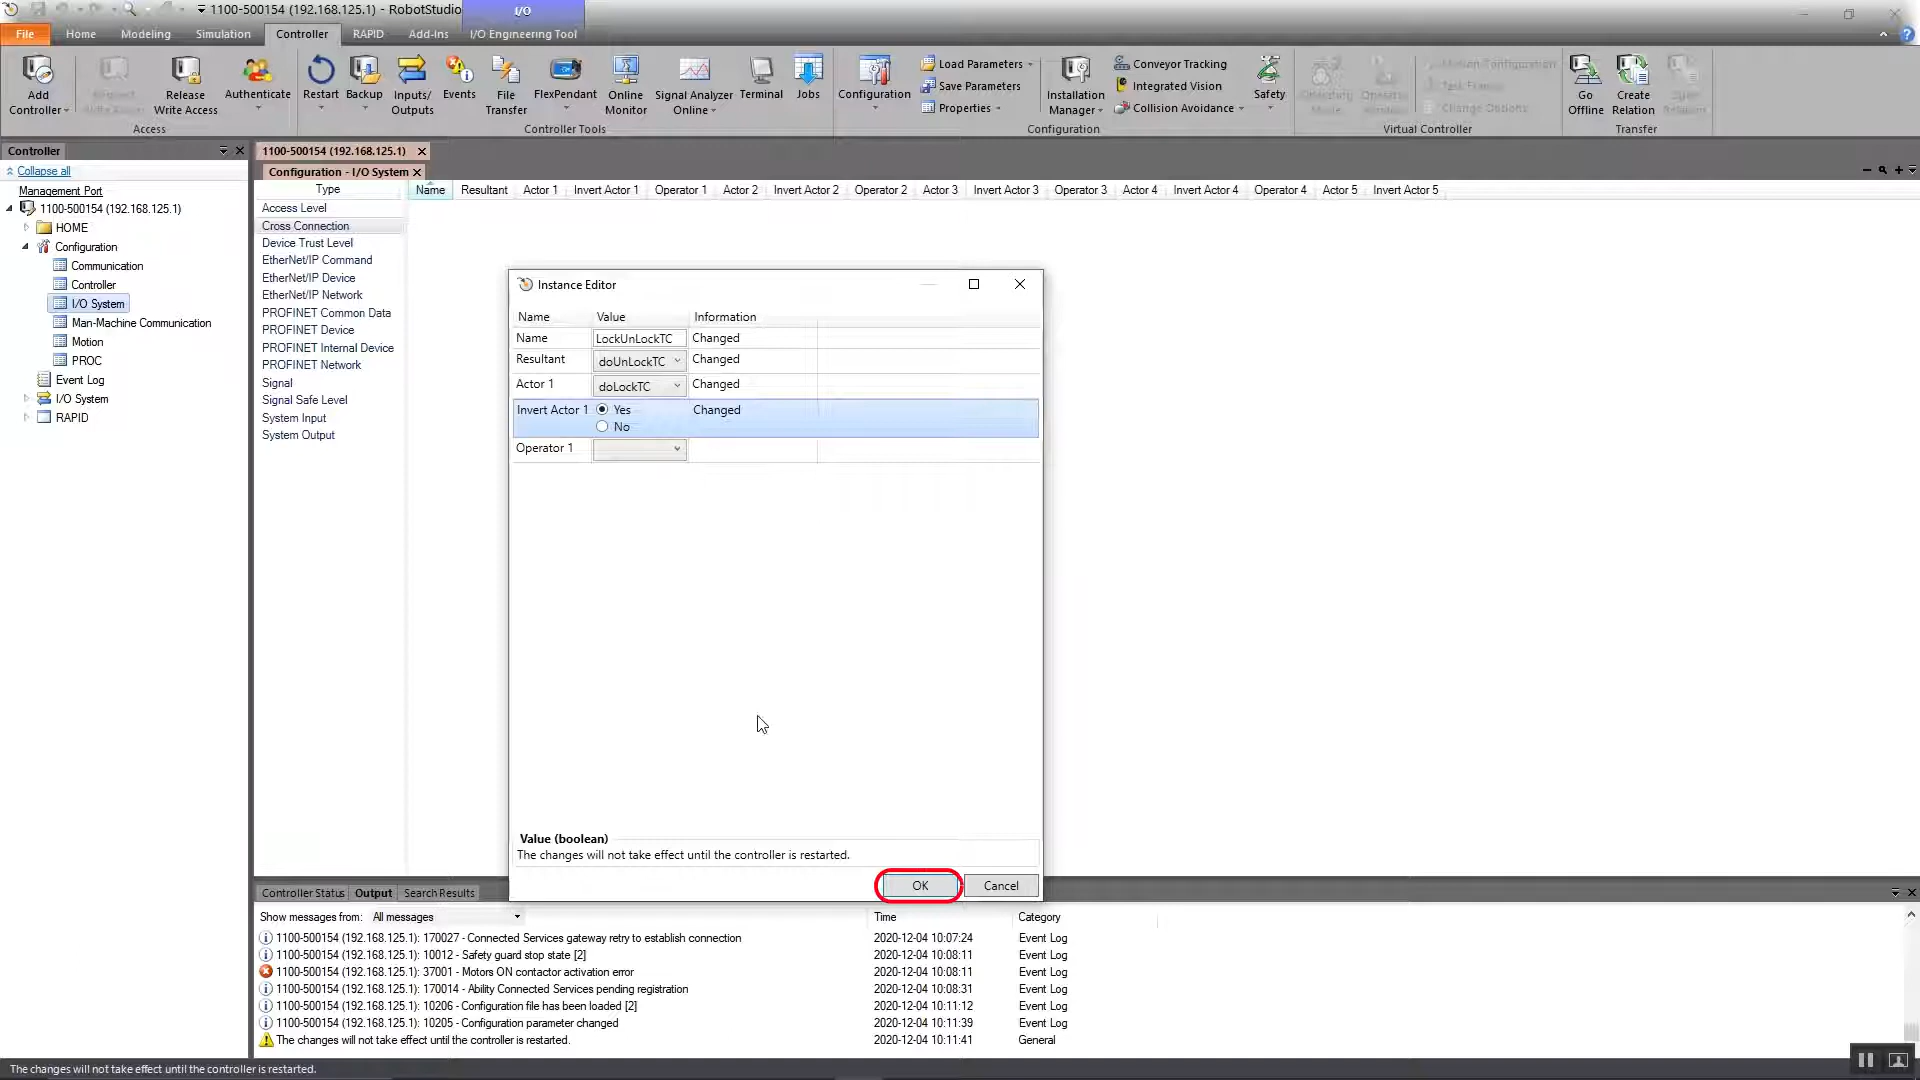 1100-500154 (192.168.125.1) - RobotStudio
I/O
File Home Modeling Simulation Controller RAPID Add-Ins I/O Engineering Tool
Add Controller
Request Write Access
Release Write Access
Authenticate
Access
Restart
Backup
Inputs/ Outputs
Events
File Transfer
FlexPendant
Online Monitor
Signal Analyzer Online
Terminal
Jobs
Controller Tools
Configuration
Load Parameters
Save Parameters
Properties
Installation Manager
Conveyor Tracking
Integrated Vision
Collision Avoidance
Configuration
Safety
Operating
Motion Configuration
Task Frames
Change Options
Virtual Controller
Go Offline
Create Relation
Open Relation
Transfer
Controller
Collapse all
Management Port
1100-500154 (192.168.125.1)
HOME
Configuration
Communication
Controller
I/O System
Man-Machine Communication
Motion
PROC
Event Log
I/O System
RAPID
1100-500154 (192.168.125.1)
Configuration - I/O System
Type
Access Level
Cross Connection
Device Trust Level
EtherNet/IP Command
EtherNet/IP Device
EtherNet/IP Network
PROFINET Common Data
PROFINET Device
PROFINET Internal Device
PROFINET Network
Signal
Signal Safe Level
System Input
System Output
Name Resultant Actor 1 Invert Actor 1 Operator 1 Actor 2 Invert Actor 2 Operator 2 Actor 3 Invert Actor 3 Operator 3 Actor 4 Invert Actor 4 Operator 4 Actor 5 Invert Actor 5
Instance Editor
Name Value Information
Name LockUnLockTC Changed
Resultant doUnLockTC Changed
Actor 1 doLockTC Changed
Invert Actor 1 Yes Changed
No
Operator 1
Value (boolean)
The changes will not take effect until the controller is restarted.
OK Cancel
Controller Status Output Search Results
Show messages from: All messages Time Category
1100-500154 (192.168.125.1): 170027 - Connected Services gateway retry to establish connection 2020-12-04 10:07:24 Event Log
1100-500154 (192.168.125.1): 10012 - Safety guard stop state [2] 2020-12-04 10:08:11 Event Log
1100-500154 (192.168.125.1): 37001 - Motors ON contactor activation error 2020-12-04 10:08:11 Event Log
1100-500154 (192.168.125.1): 170014 - Ability Connected Services pending registration 2020-12-04 10:08:31 Event Log
1100-500154 (192.168.125.1): 10206 - Configuration file has been loaded [2] 2020-12-04 10:11:12 Event Log
1100-500154 (192.168.125.1): 10205 - Configuration parameter changed 2020-12-04 10:11:39 Event Log
The changes will not take effect until the controller is restarted. 2020-12-04 10:11:41 General
The changes will not take effect until the controller is restarted.